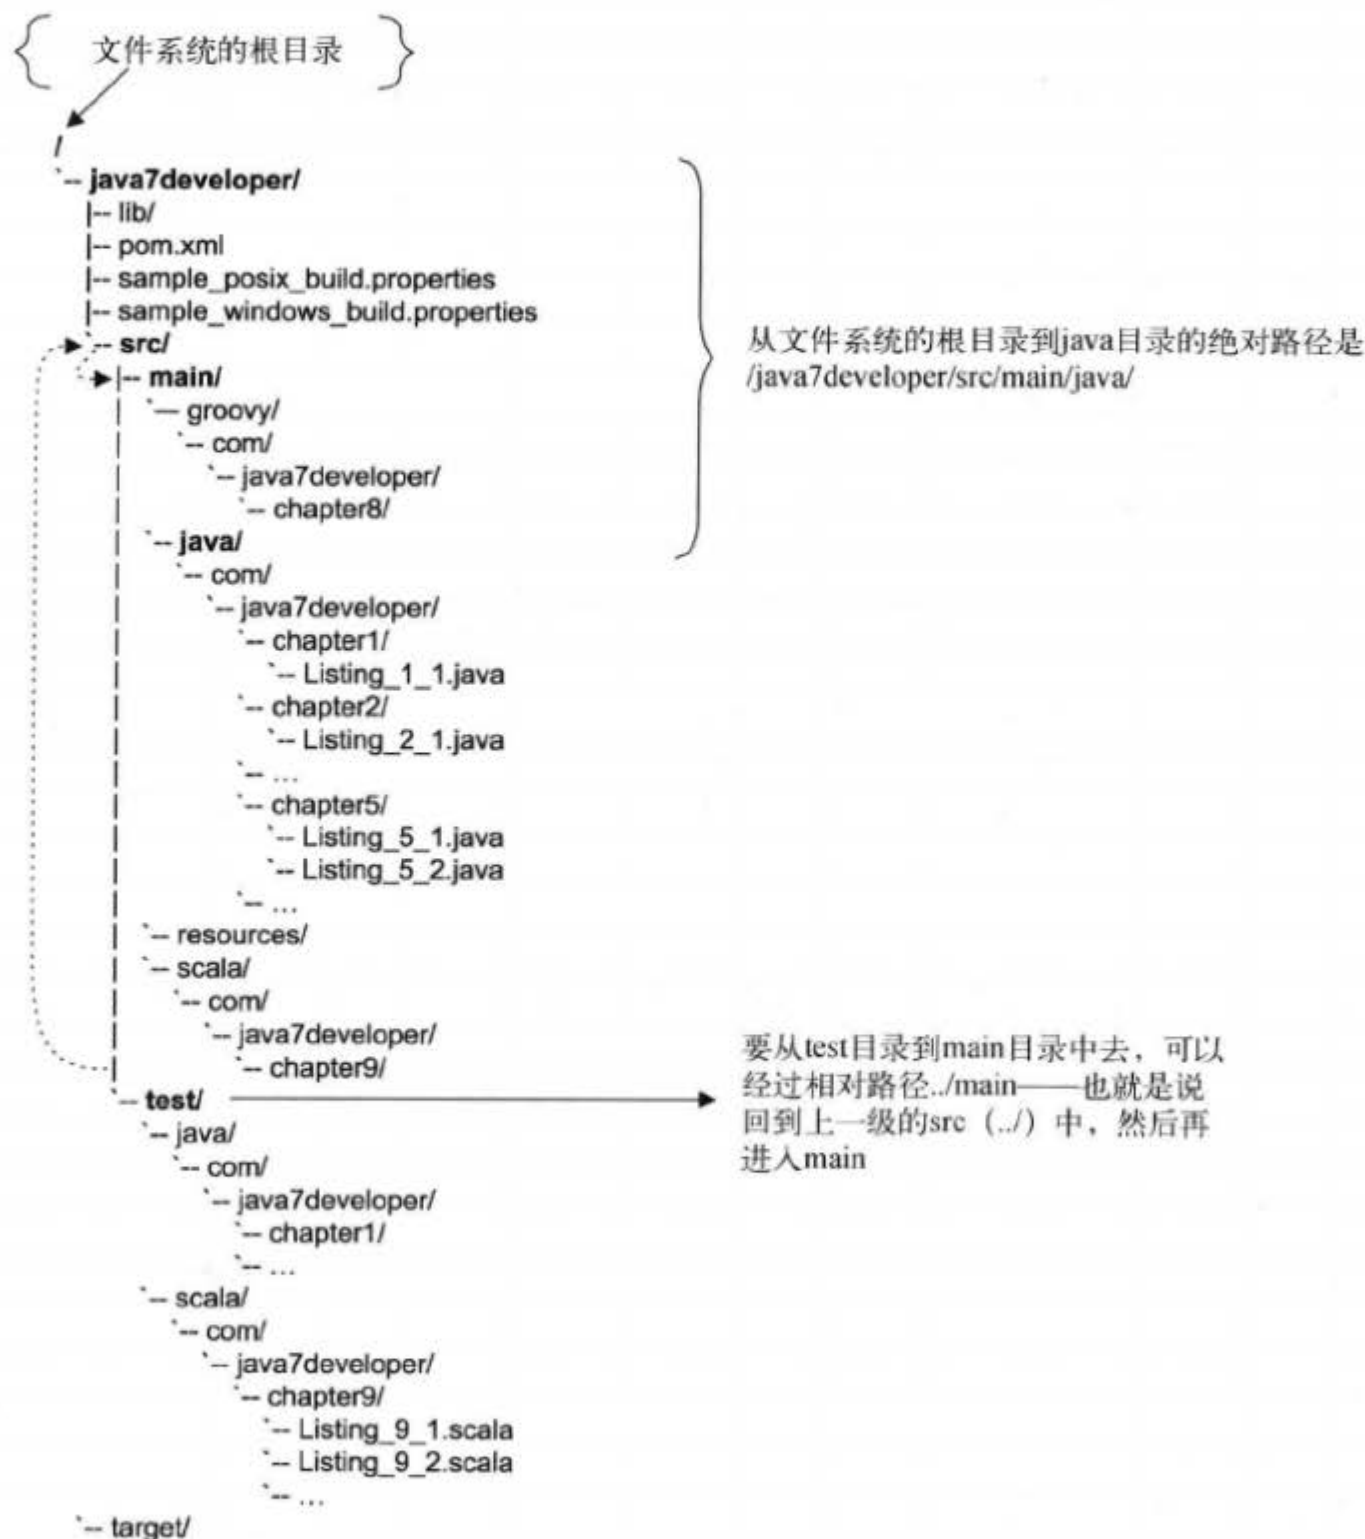 文件系统的根目录
/
`-- java7developer/
|-- lib/
|-- pom.xml
|-- sample_posix_build.properties
|-- sample_windows_build.properties
`-- src/
|-- main/
`-- groovy/
`-- com/
`-- java7developer/
`-- chapter8/
`-- java/
`-- com/
`-- java7developer/
`-- chapter1/
`-- Listing_1_1.java
`-- chapter2/
`-- Listing_2_1.java
`-- ...
`-- chapter5/
`-- Listing_5_1.java
`-- Listing_5_2.java
`-- ...
`-- resources/
`-- scala/
`-- com/
`-- java7developer/
`-- chapter9/
`-- test/
`-- java/
`-- com/
`-- java7developer/
`-- chapter1/
`-- ...
`-- scala/
`-- com/
`-- java7developer/
`-- chapter9/
`-- Listing_9_1.scala
`-- Listing_9_2.scala
`-- ...
`-- target/
从文件系统的根目录到java目录的绝对路径是
/java7developer/src/main/java/
要从test目录到main目录中去，可以
经过相对路径../main——也就是说
回到上一级的src（../）中，然后再
进入main